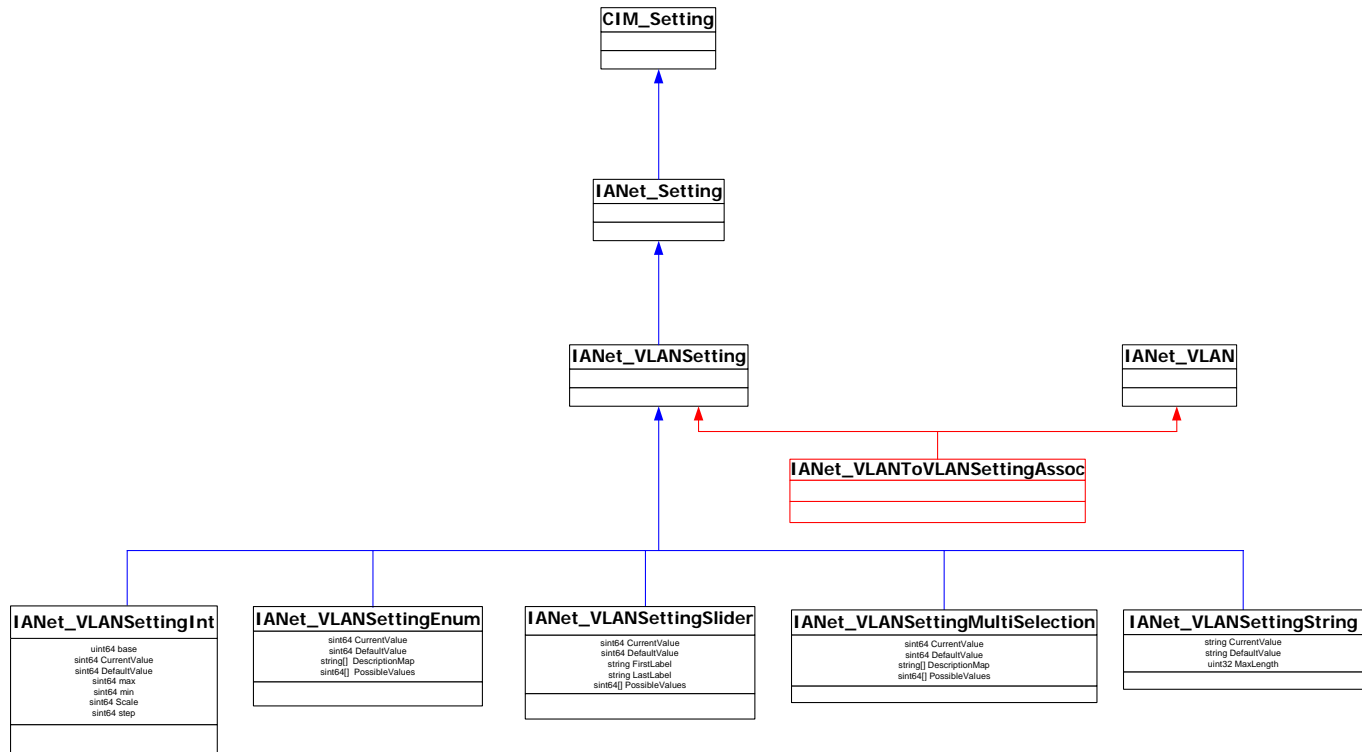 CIM_Setting
IANet_Setting
IANet_VLANSetting
IANet_VLAN
IANet_VLANToVLANSettingAssoc
IANet_VLANSettingInt
uint64 base
sint64 CurrentValue
sint64 DefaultValue
sint64 max
sint64 min
sint64 Scale
sint64 step
IANet_VLANSettingEnum
sint64 CurrentValue
sint64 DefaultValue
string[] DescriptionMap
sint64[] PossibleValues
IANet_VLANSettingSlider
sint64 CurrentValue
sint64 DefaultValue
string FirstLabel
string LastLabel
sint64[] PossibleValues
IANet_VLANSettingMultiSelection
sint64 CurrentValue
sint64 DefaultValue
string[] DescriptionMap
sint64[] PossibleValues
IANet_VLANSettingString
string CurrentValue
string DefaultValue
uint32 MaxLength